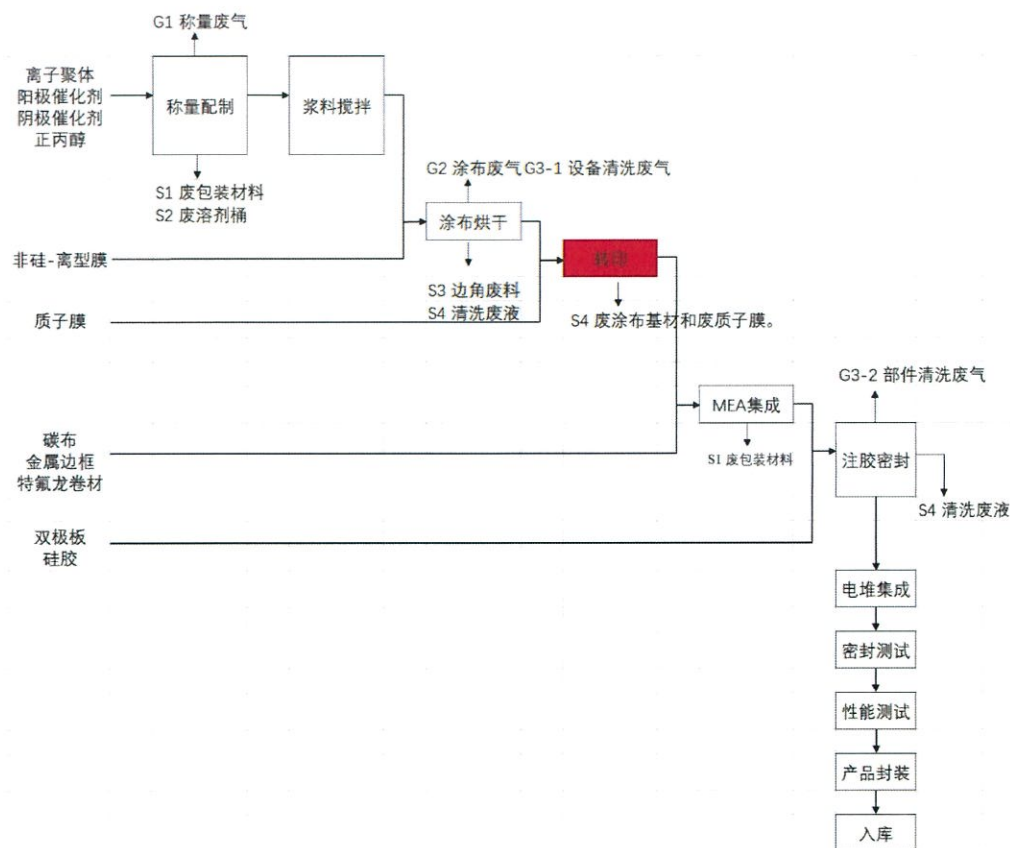 G1 称量废气
离子聚体
阳极催化剂
阴极催化剂
正丙醇
称量配制
浆料搅拌
S1 废包装材料
S2 废溶剂桶
G2 涂布废气G3-1 设备清洗废气
涂布烘干
非硅-离型膜
S3 边角废料
S4 清洗废液
质子膜
S4 废涂布基材和废质子膜。
G3-2 部件清洗废气
MEA集成
碳布
金属边框
特氟龙卷材
S1 废包装材料
注胶密封
S4 清洗废液
双极板
硅胶
电堆集成
密封测试
性能测试
产品封装
入库